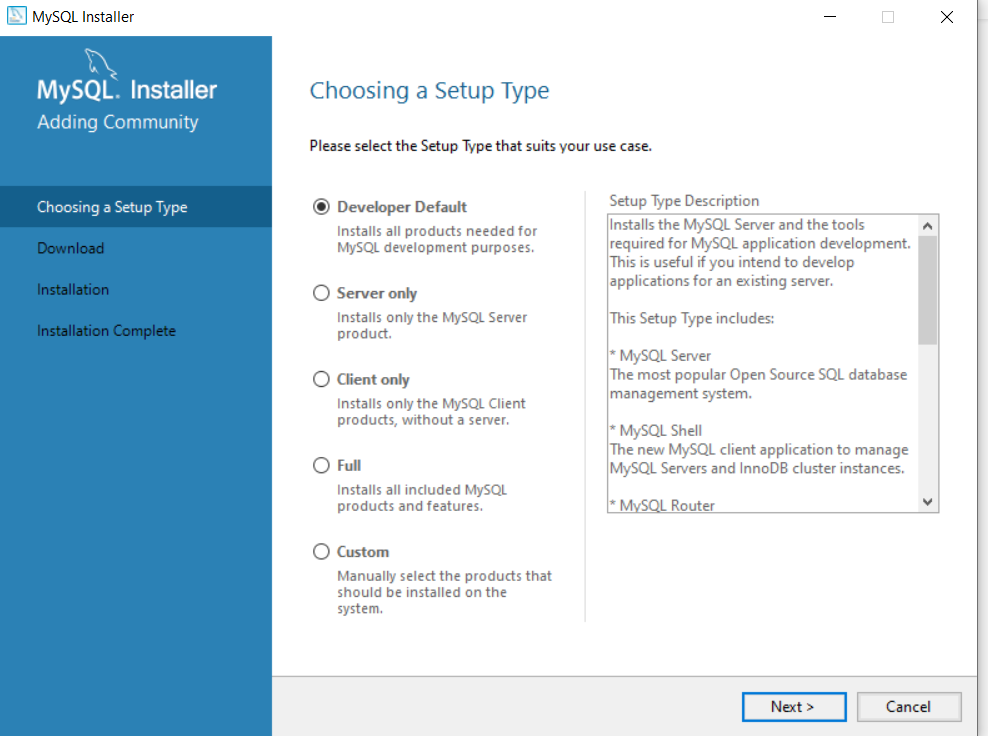 MySQL Installer
MySQL. Installer
Adding Community
Choosing a Setup Type
Download
Installation
Installation Complete
Choosing a Setup Type
Please select the Setup Type that suits your use case.
Developer Default
Installs all products needed for
MySQL development purposes.
Server only
Installs only the MySQL Server
product.
Client only
Installs only the MySQL Client
products, without a server.
Full
Installs all included MySQL
products and features.
Custom
Manually select the products that
should be installed on the
system.
Setup Type Description
Installs the MySQL Server and the tools
required for MySQL application development.
This is useful if you intend to develop
applications for an existing server.
This Setup Type includes:
* MySQL Server
The most popular Open Source SQL database
management system.
* MySQL Shell
The new MySQL client application to manage
MySQL Servers and InnoDB cluster instances.
* MySQL Router
Next >
Cancel